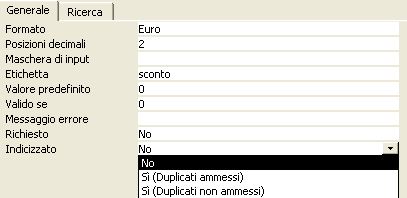 Generale Ricerca
Formato Euro
Posizioni decimali 2
Maschera di input
Etichetta sconto
Valore predefinito 0
Valido se 0
Messaggio errore
Richiesto No
Indicizzato No
No
Sì (Duplicati ammessi)
Sì (Duplicati non ammessi)